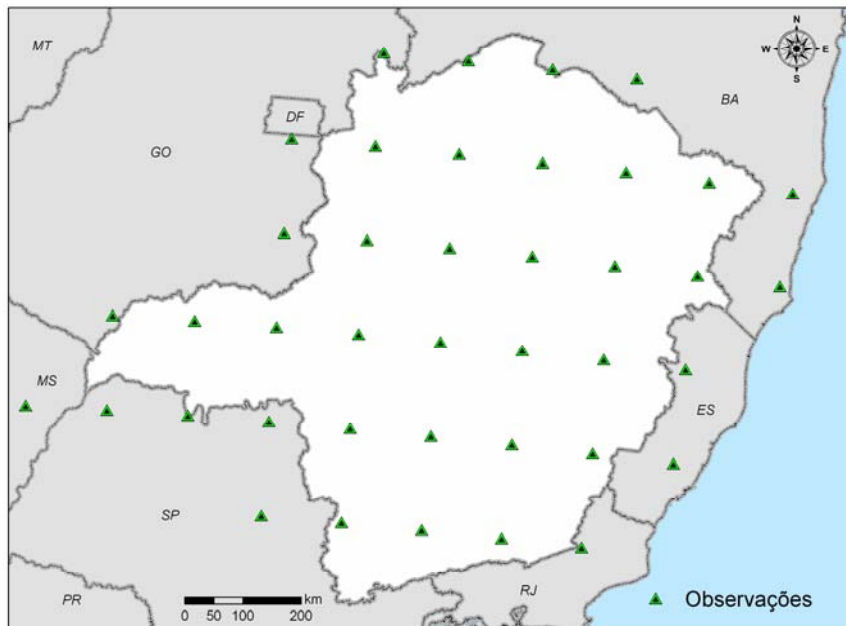 MT
N
W E
S
BA
DF
GO
MS
ES
SP
km
0 50 100 200
RJ
PR
Observações